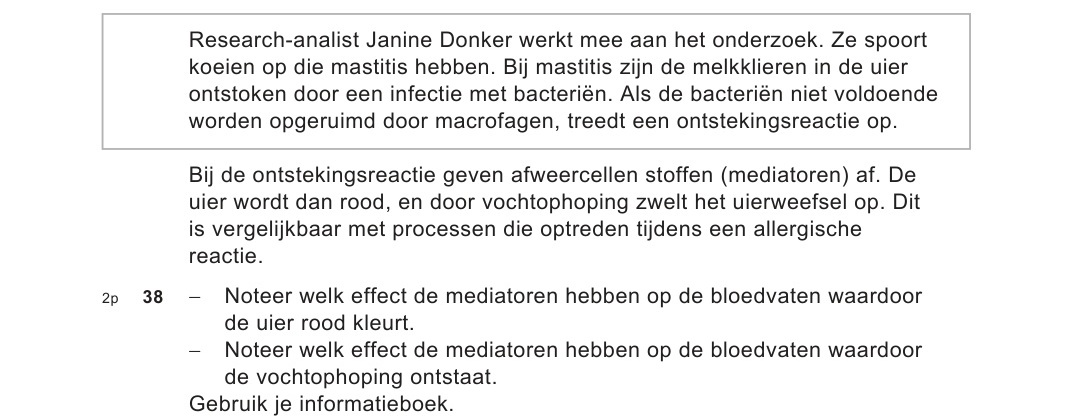 Research-analist Janine Donker werkt mee aan het onderzoek. Ze spoort
koeien op die mastitis hebben. Bij mastitis zijn de melkklieren in de uier
ontstoken door een infectie met bacteriën. Als de bacteriën niet voldoende
worden opgeruimd door macrofagen, treedt een ontstekingsreactie op.
Bij de ontstekingsreactie geven afweercellen stoffen (mediatoren) af. De
uier wordt dan rood, en door vochtophoping zwelt het uierweefsel op. Dit
is vergelijkbaar met processen die optreden tijdens een allergische
reactie.
2p 38 – Noteer welk effect de mediatoren hebben op de bloedvaten waardoor
de uier rood kleurt.
– Noteer welk effect de mediatoren hebben op de bloedvaten waardoor
de vochtophoping ontstaat.
Gebruik je informatieboek.